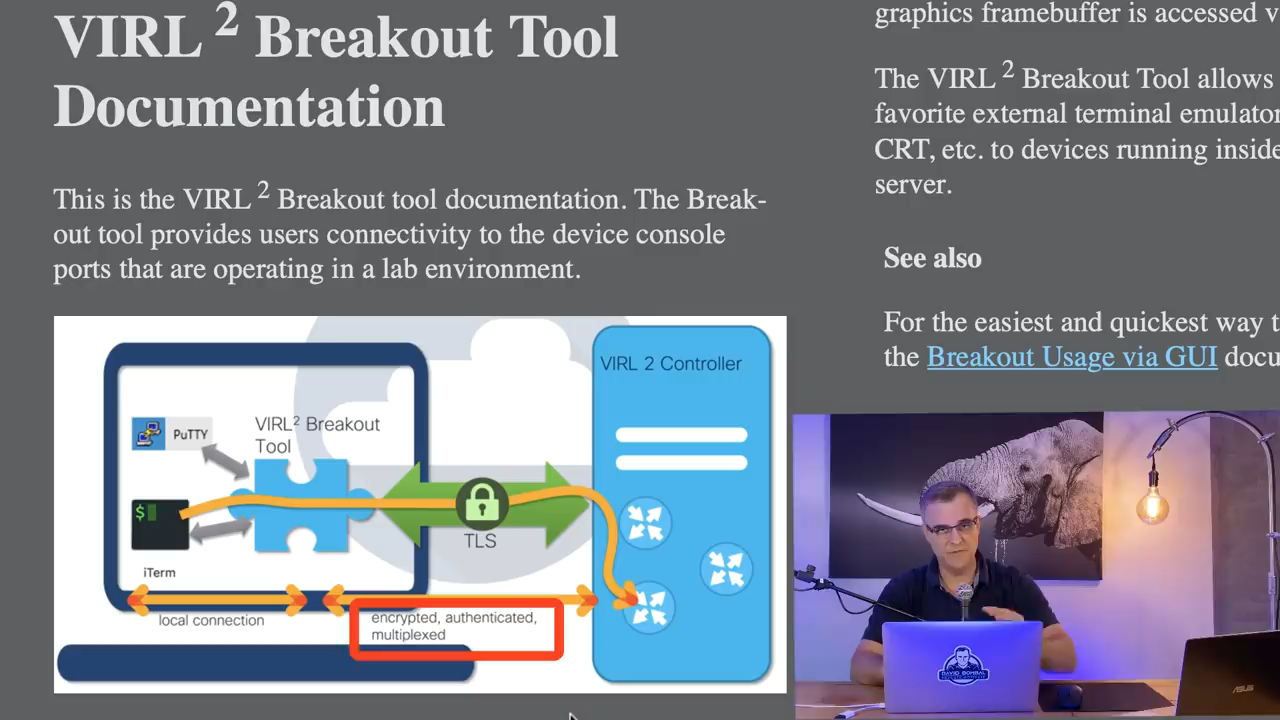 VIRL 2 Breakout Tool
Documentation
This is the VIRL 2 Breakout tool documentation. The Break-
out tool provides users connectivity to the device console
ports that are operating in a lab environment.
PuTTY
VIRL2 Breakout
Tool
$
iTerm
TLS
VIRL 2 Controller
local connection
encrypted, authenticated,
multiplexed
graphics framebuffer is accessed v
The VIRL 2 Breakout Tool allows
favorite external terminal emulator
CRT, etc. to devices running inside
server.
See also
For the easiest and quickest way t
the Breakout Usage via GUI docu
DAVID BOMBAL
ASUS